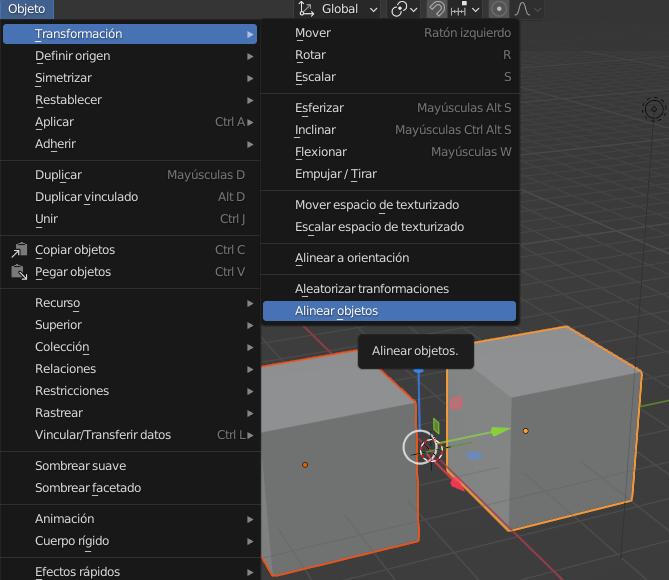 Objeto
Global
Transformación
Definir origen
Simetrizar
Restablecer
Aplicar Ctrl A
Adherir
Duplicar Mayúsculas D
Duplicar vinculado Alt D
Unir Ctrl J
Copiar objetos Ctrl C
Pegar objetos Ctrl V
Recurso
Superior
Colección
Relaciones
Restricciones
Rastrear
Vincular/Transferir datos Ctrl L
Sombrear suave
Sombrear facetado
Animación
Cuerpo rígido
Efectos rápidos
Mover Ratón izquierdo
Rotar R
Escalar S
Esferizar Mayúsculas Alt S
Inclinar Mayúsculas Ctrl Alt S
Flexionar Mayúsculas W
Empujar / Tirar
Mover espacio de texturizado
Escalar espacio de texturizado
Alinear a orientación
Aleatorizar tranformaciones
Alinear objetos
Alinear objetos.